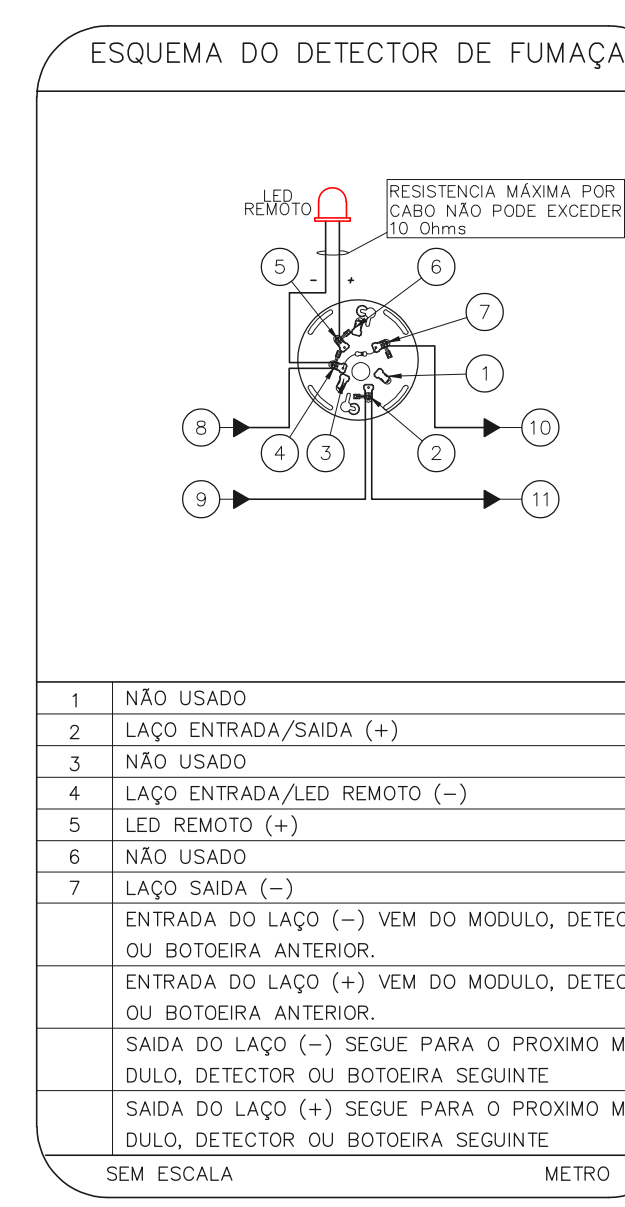 ESQUEMA DO DETECTOR DE FUMAÇA
LED
REMOTO
RESISTENCIA MÁXIMA POR
CABO NÃO PODE EXCEDER
10 Ohms
5
6
- +
7
1
8
4
3
2
10
9
11
1 NÃO USADO
2 LAÇO ENTRADA/SAIDA (+)
3 NÃO USADO
4 LAÇO ENTRADA/LED REMOTO (−)
5 LED REMOTO (+)
6 NÃO USADO
7 LAÇO SAIDA (−)
ENTRADA DO LAÇO (−) VEM DO MODULO, DETEC
OU BOTOEIRA ANTERIOR.
ENTRADA DO LAÇO (+) VEM DO MODULO, DETEC
OU BOTOEIRA ANTERIOR.
SAIDA DO LAÇO (−) SEGUE PARA O PROXIMO M
DULO, DETECTOR OU BOTOEIRA SEGUINTE
SAIDA DO LAÇO (+) SEGUE PARA O PROXIMO M
DULO, DETECTOR OU BOTOEIRA SEGUINTE
SEM ESCALA METRO